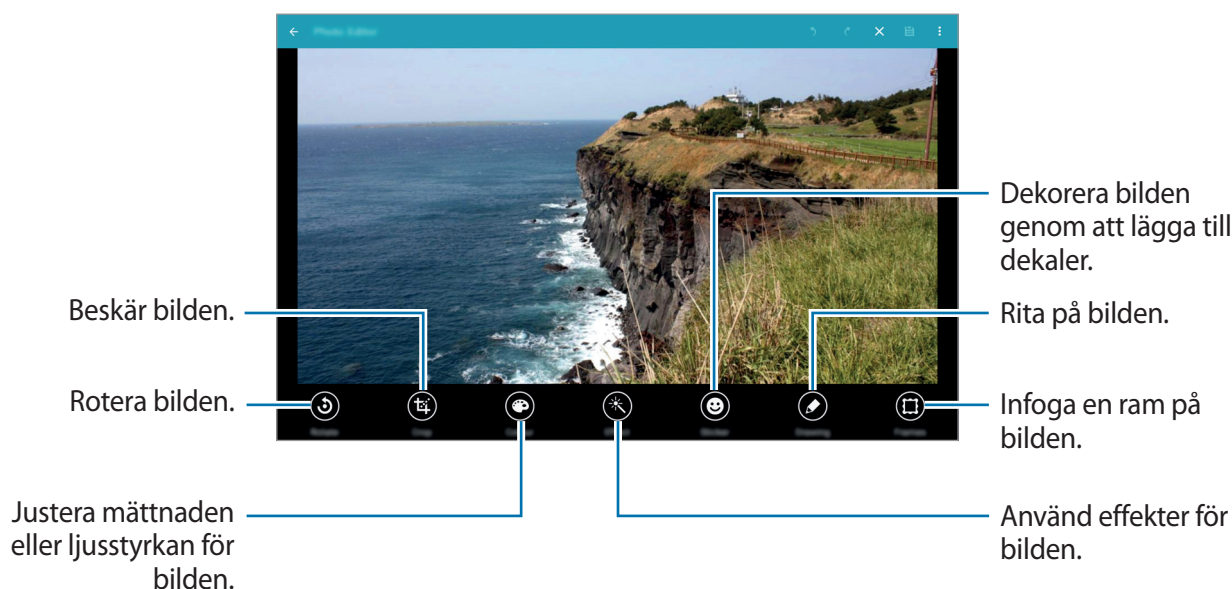 Dekorera bilden
genom att lägga till
dekaler.
Beskär bilden.
Rita på bilden.
Rotera bilden.
Infoga en ram på
bilden.
Justera mättnaden
eller ljusstyrkan för
bilden.
Använd effekter för
bilden.